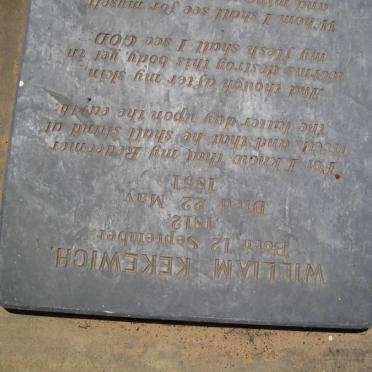 WILLIAM KEKEWICH,
Born 12 September
1812
Died 22 May
1851
For I know that my Redeemer
liveth and that he shall stand at
the latter day upon the earth:
And though after my skin
worms destroy this body yet in
my flesh shall I see GOD
Whom I shall see for myself
and mine